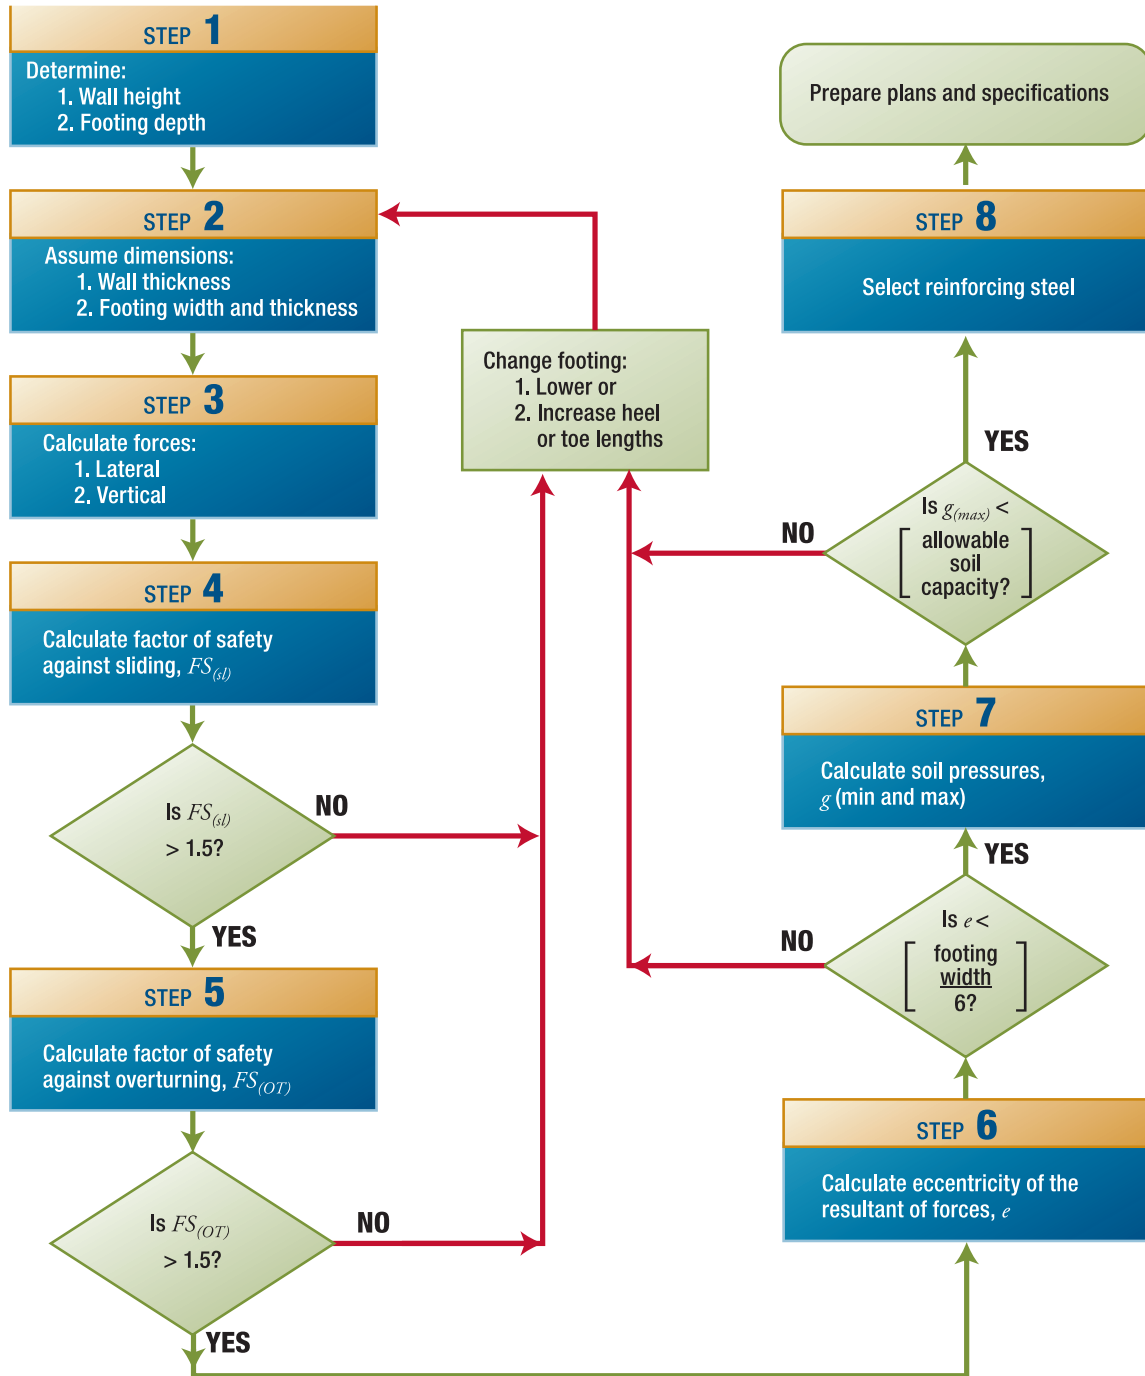 STEP 1
Determine:
1. Wall height
2. Footing depth
STEP 2
Assume dimensions:
1. Wall thickness
2. Footing width and thickness
STEP 3
Calculate forces:
1. Lateral
2. Vertical
STEP 4
Calculate factor of safety
against sliding, FS(sl)
Is FS(sl)
> 1.5?
NO
YES
STEP 5
Calculate factor of safety
against overturning, FS(OT)
Is FS(OT)
> 1.5?
NO
YES
Change footing:
1. Lower or
2. Increase heel
or toe lengths
STEP 6
Calculate eccentricity of the
resultant of forces, e
Is e <
footing
width
6?
NO
YES
STEP 7
Calculate soil pressures,
g (min and max)
Is g(max) <
allowable
soil
capacity?
NO
YES
STEP 8
Select reinforcing steel
Prepare plans and specifications